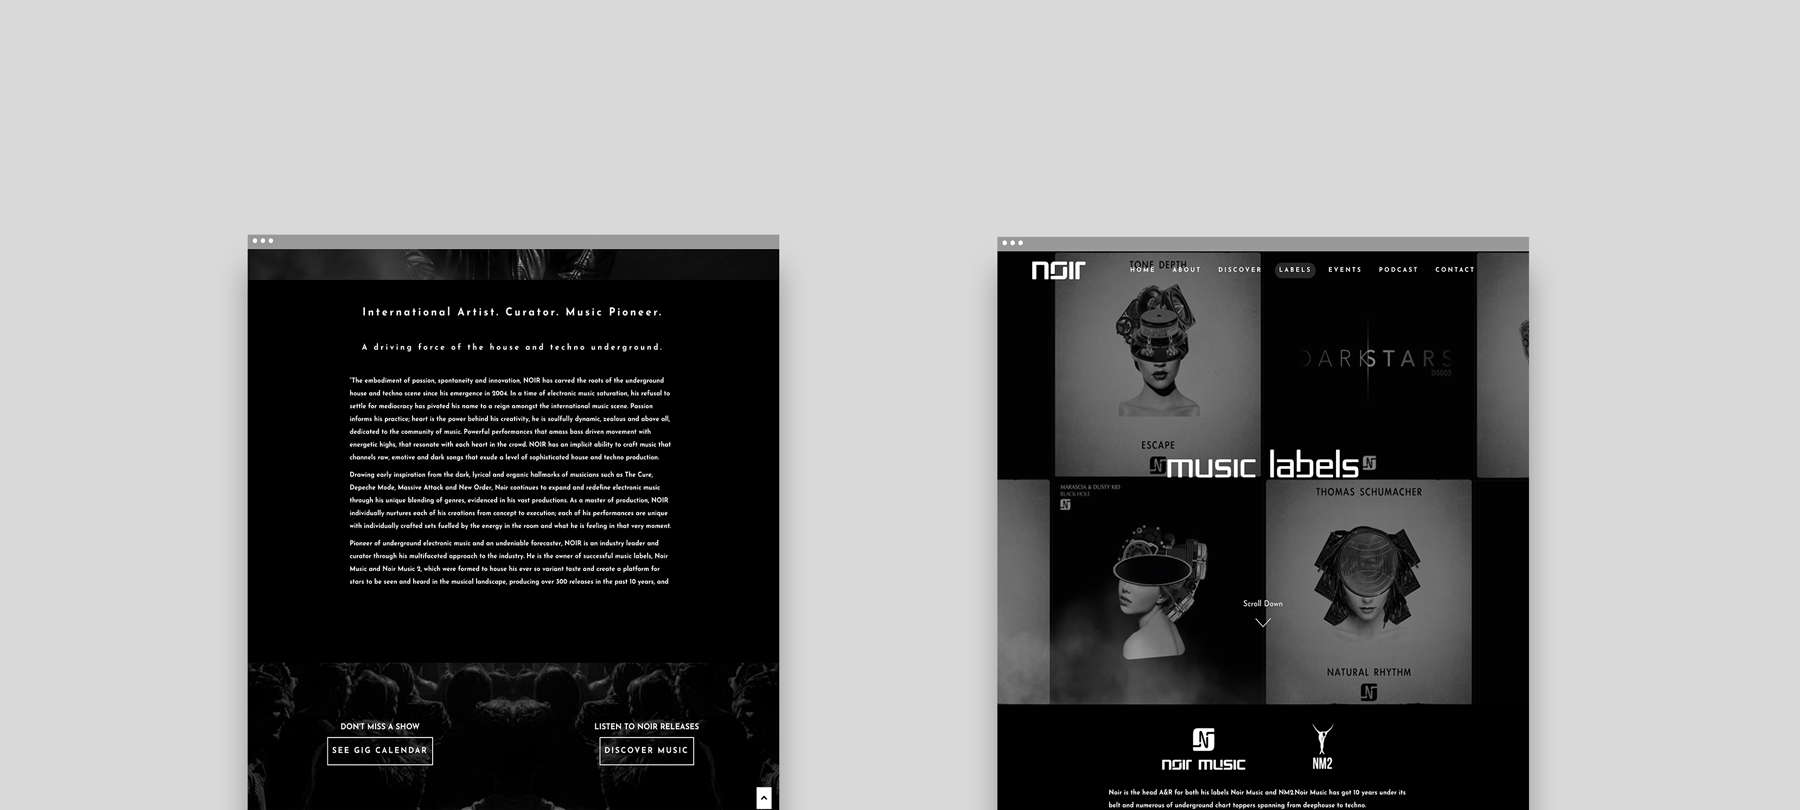 International Artist. Curator. Music Pioneer.
A driving force of the house and techno underground.
"The embodiment of passion, spontaneity and innovation, NOIR has carved the roots of the underground
house and techno scene since his emergence in 2004. In a time of electronic music saturation, his refusal to
settle for mediocracy has pivoted his name to a reign amongst the international music scene. Passion
informs his practice; heart is the power behind his creativity, he is soulfully dynamic, zealous and above all,
dedicated to the community of music. Powerful performances that amass bass driven movement with
energetic highs, that resonate with each heart in the crowd. NOIR has an implicit ability to craft music that
channels raw, emotive and dark songs that exude a level of sophisticated house and techno production.
Drawing early inspiration from the dark, lyrical and organic hallmarks of musicians such as The Cure,
Depeche Mode, Massive Attack and New Order, Noir continues to expand and redefine electronic music
through his unique blending of genres, evidenced in his vast productions. As a master of production, NOIR
individually nurtures each of his creations from concept to execution; each of his performances are unique
with individually crafted sets fuelled by the energy in the room and what he is feeling in that very moment.
Pioneer of underground electronic music and an undeniable forecaster, NOIR is an industry leader and
curator through his multifaceted approach to the industry. He is the owner of successful music labels, Noir
Music and Noir Music 2, which were formed to house his ever so variant taste and create a platform for
stars to be seen and heard in the musical landscape, producing over 300 releases in the past 10 years, and
DON'T MISS A SHOW
SEE GIG CALENDAR
LISTEN TO NOIR RELEASES
DISCOVER MUSIC
noir
HOME ABOUT DISCOVER LABELS EVENTS PODCAST CONTACT
TONE DEPTH
DARKSTARS
DS003
ESCAPE
music labels
MARASCIA & DUSTY KID
BLACK HOLE
THOMAS SCHUMACHER
Scroll Down
NATURAL RHYTHM
noir music
NM2
Noir is the head A&R for both his labels Noir Music and NM2.Noir Music has got 10 years under its
belt and numerous of underground chart toppers spanning from deephouse to techno.